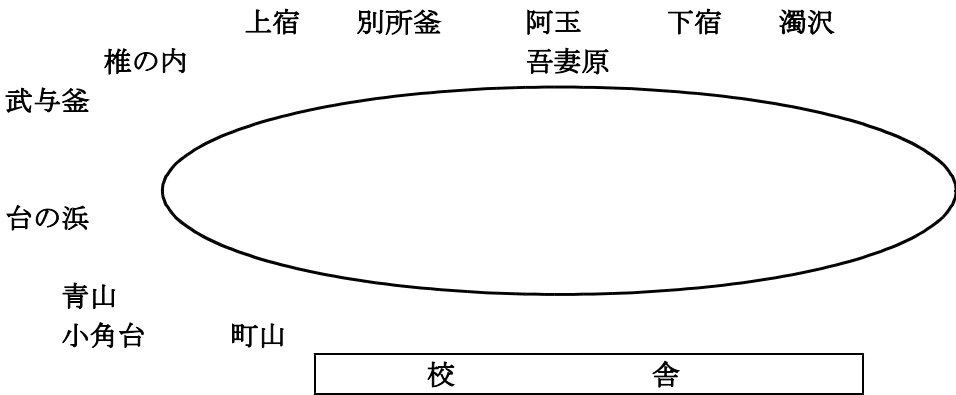 上宿 別所釜 阿玉 下宿 濁沢
椎の内 吾妻原
武与釜
台の浜
青山
小角台 町山
校 舎